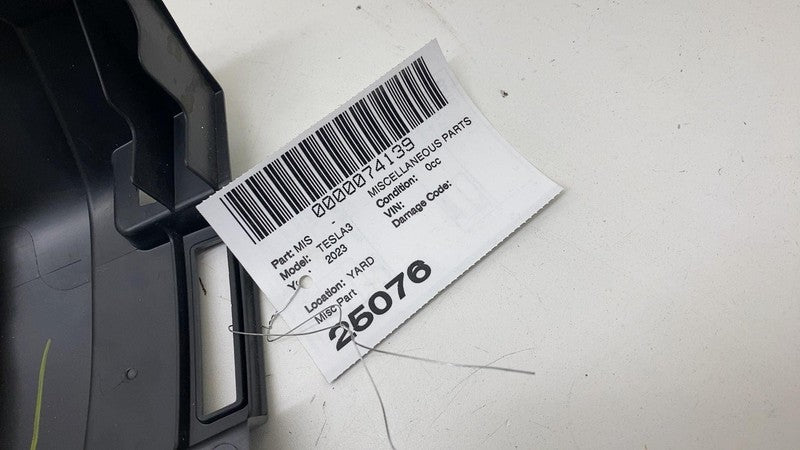 0000074139
Part: MIS - MISCELLANEOUS PARTS
Model: TESLA3 Condition: 0cc
2023 VIN:
Damage Code:
Location: YARD
Misc Part
25076